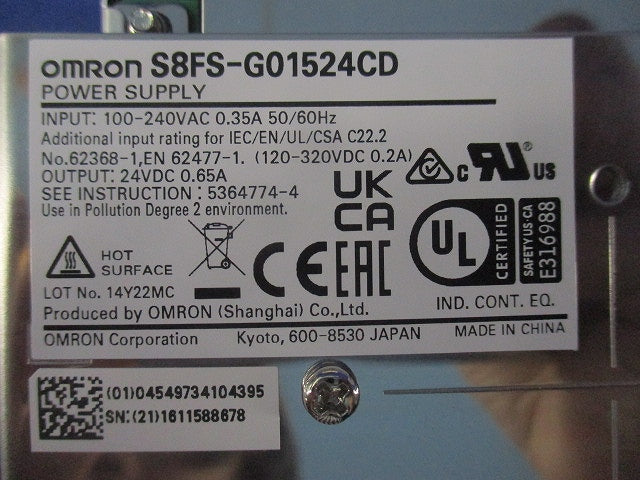 omron S8FS-G01524CD
POWER SUPPLY
INPUT: 100-240VAC 0.35A 50/60Hz
Additional input rating for IEC/EN/UL/CSA C22.2
No.62368-1,EN 62477-1. (120-320VDC 0.2A)
OUTPUT: 24VDC 0.65A
SEE INSTRUCTION: 5364774-4
Use in Pollution Degree 2 environment.
UK
CA
c RU ® US
HOT
SURFACE
CE EAC
UL CERTIFIED
SAFETY US-CA
E316988
LOT No. 14Y22MC
IND. CONT. EQ.
Produced by OMRON (Shanghai) Co.,Ltd.
OMRON Corporation Kyoto, 600-8530 JAPAN MADE IN CHINA
(01)04549734104395
SN:(21)1611588678